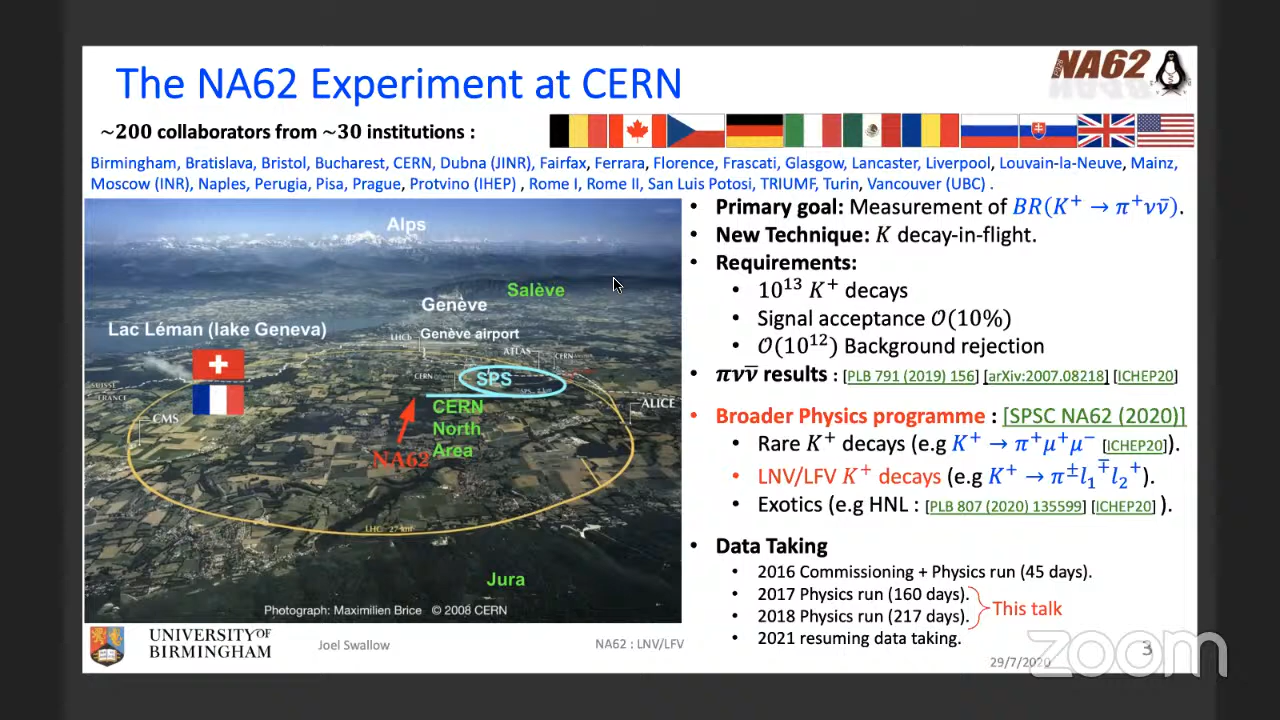 The NA62 Experiment at CERN
NA62
~200 collaborators from ~30 institutions :
Birmingham, Bratislava, Bristol, Bucharest, CERN, Dubna (JINR), Fairfax, Ferrara, Florence, Frascati, Glasgow, Lancaster, Liverpool, Louvain-la-Neuve, Mainz,
Moscow (INR), Naples, Perugia, Pisa, Prague, Protvino (IHEP) , Rome I, Rome II, San Luis Potosi, TRIUMF, Turin, Vancouver (UBC) .
Alps
Salève
Genève
Lac Léman (lake Geneva)
LHCb
Genève airport
ATLAS
CERN
CERN
SPS
SUISSE
FRANCE
CMS
ALICE
CERN
North
Area
NA62
LHC 27 km
Jura
Photograph: Maximilien Brice © 2008 CERN
• Primary goal: Measurement of BR(K⁺ → π⁺νν̄).
• New Technique: K decay-in-flight.
• Requirements:
• 10¹³ K⁺ decays
• Signal acceptance 𝒪(10%)
• 𝒪(10¹²) Background rejection
• πνν̄ results : [PLB 791 (2019) 156] [arXiv:2007.08218] [ICHEP20]
• Broader Physics programme : [SPSC NA62 (2020)]
• Rare K⁺ decays (e.g K⁺ → π⁺μ⁺μ⁻ [ICHEP20]).
• LNV/LFV K⁺ decays (e.g K⁺ → π±l₁∓l₂⁺).
• Exotics (e.g HNL : [PLB 807 (2020) 135599] [ICHEP20] ).
• Data Taking
• 2016 Commissioning + Physics run (45 days).
• 2017 Physics run (160 days).
• 2018 Physics run (217 days).
This talk
• 2021 resuming data taking.
UNIVERSITY OF
BIRMINGHAM
Joel Swallow
NA62 : LNV/LFV
29/7/2020
3
zoom